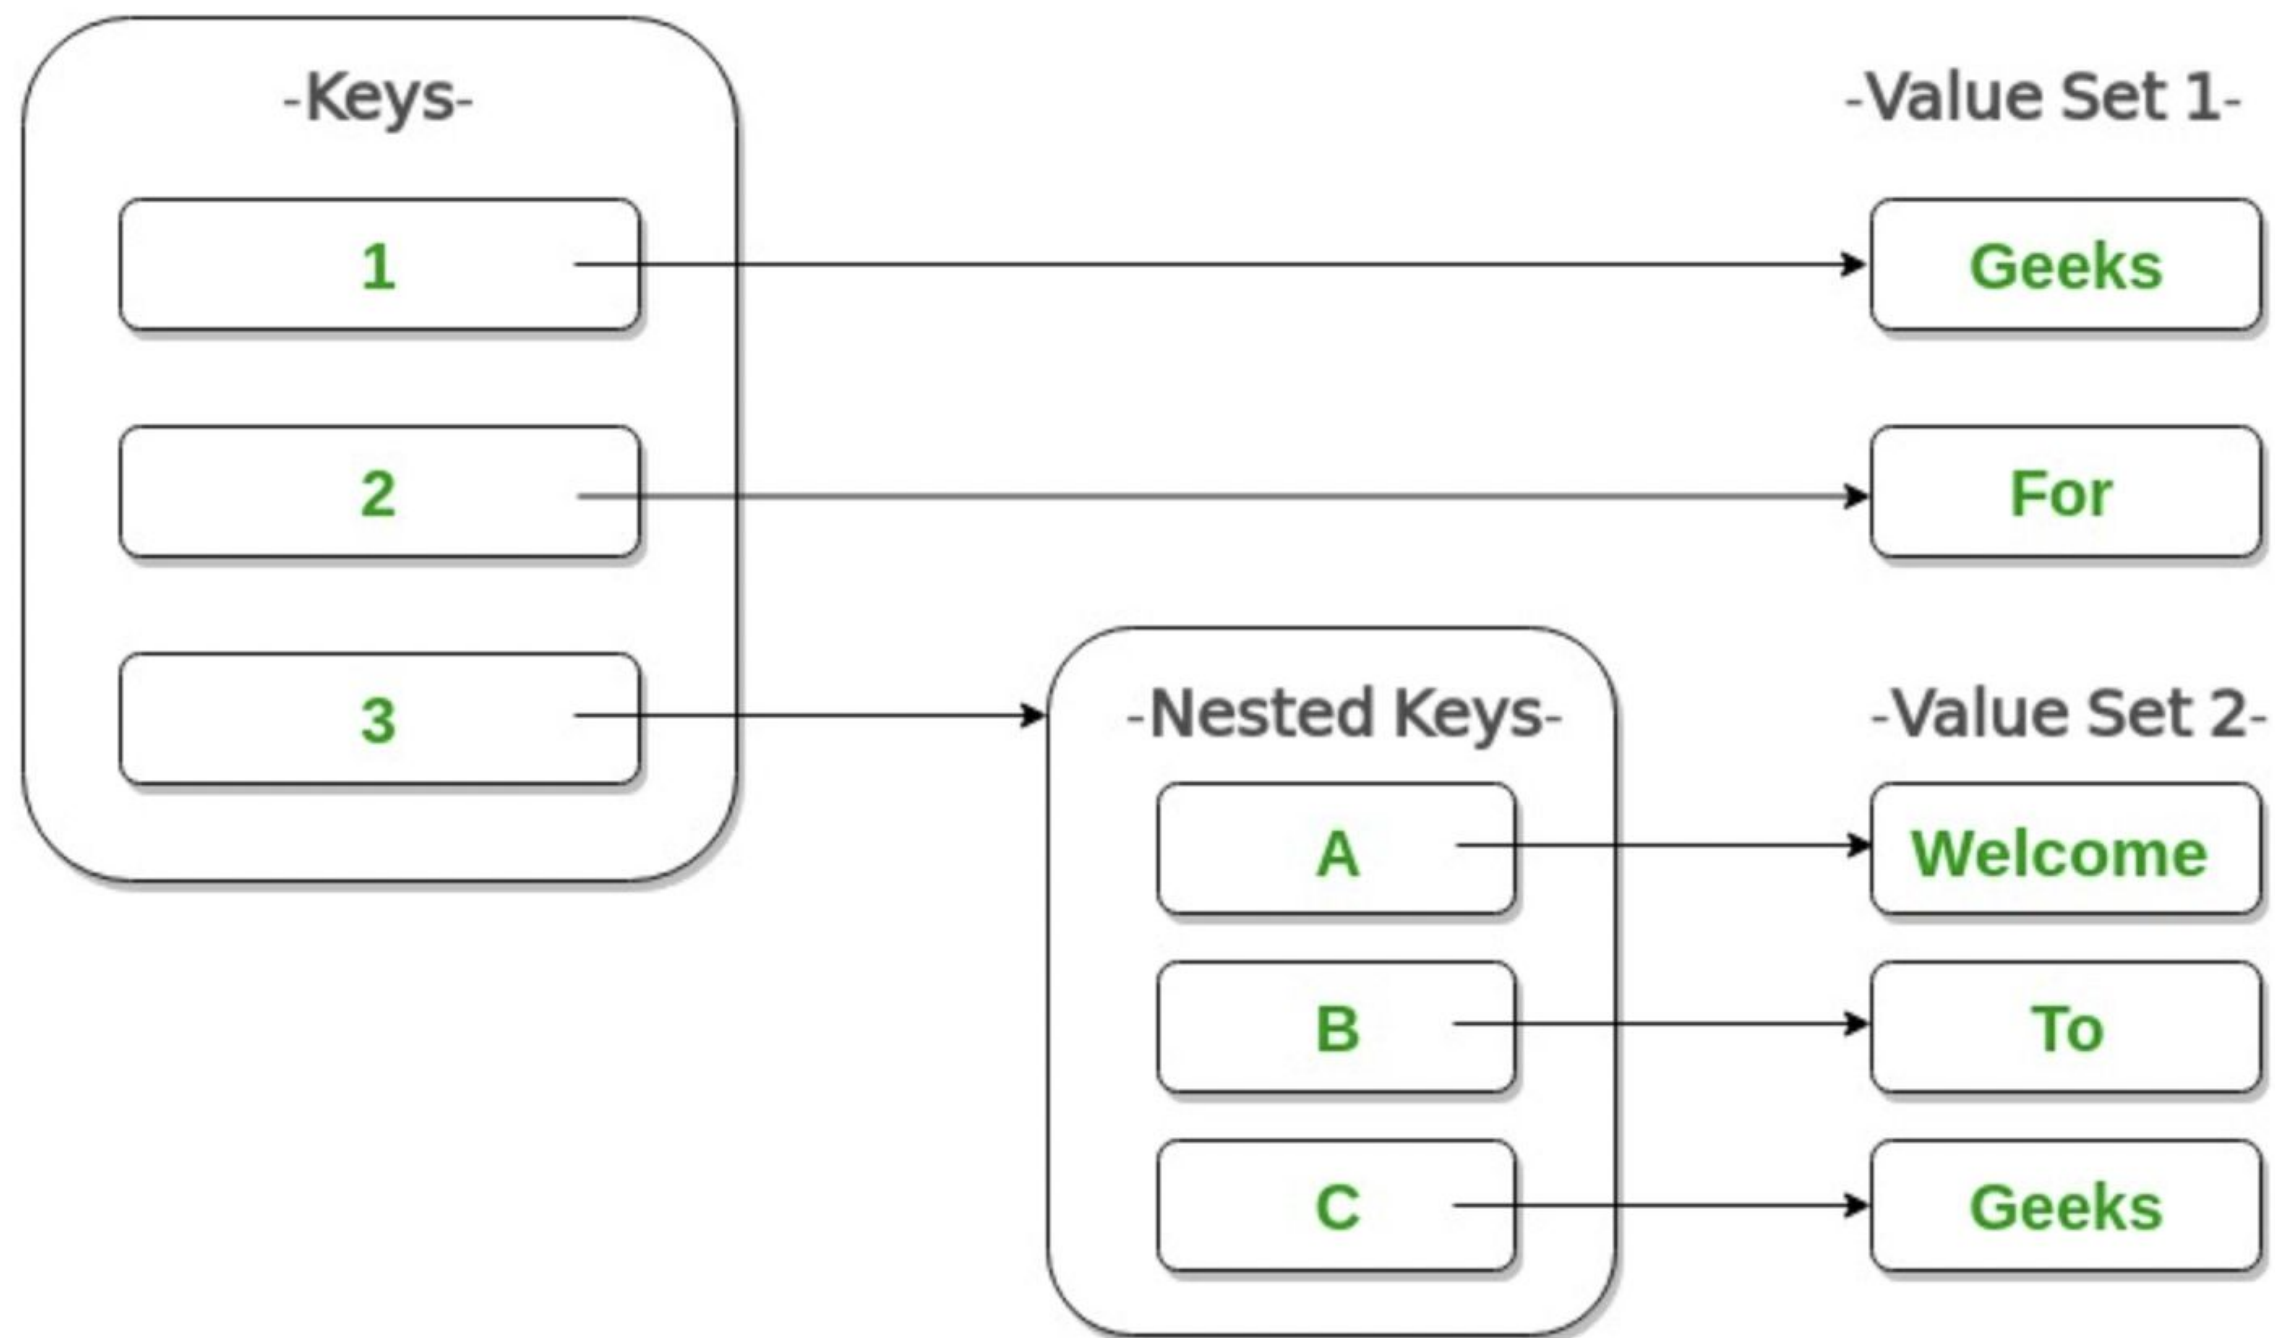 -Keys-
-Value Set 1-
1
Geeks
2
For
3
-Nested Keys-
-Value Set 2-
A
Welcome
B
To
C
Geeks